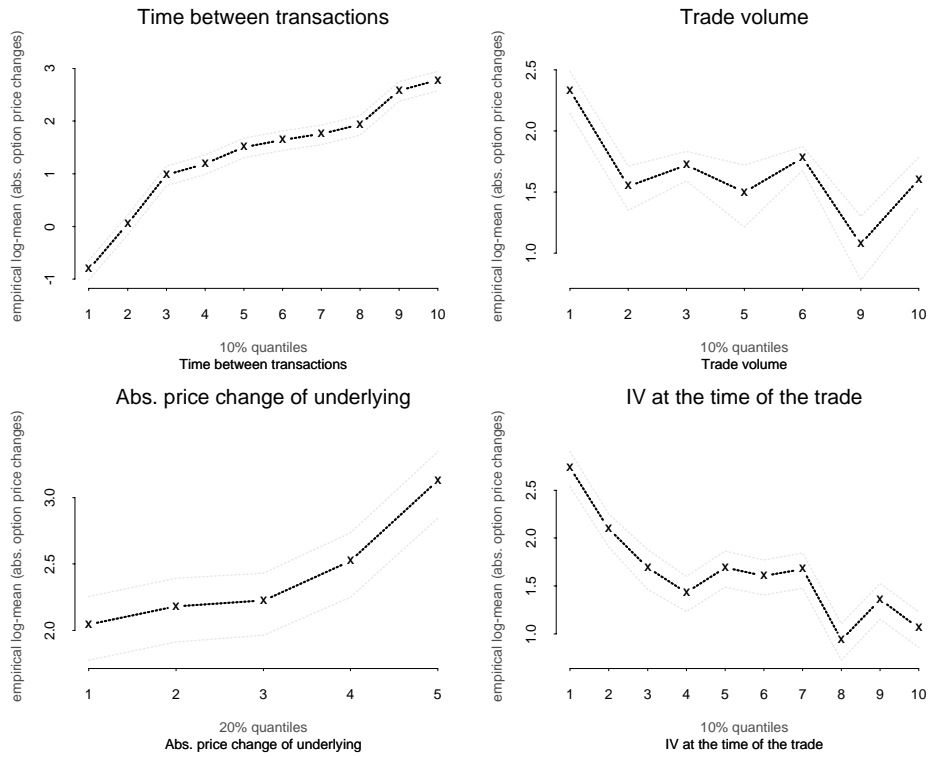 Time between transactions
empirical log-mean (abs. option price changes)
3
2
1
0
-1
1 2 3 4 5 6 7 8 9 10
10% quantiles
Time between transactions
Trade volume
empirical log-mean (abs. option price changes)
2.5
2.0
1.5
1.0
1 2 3 5 6 9 10
10% quantiles
Trade volume
Abs. price change of underlying
empirical log-mean (abs. option price changes)
3.0
2.5
2.0
1 2 3 4 5
20% quantiles
Abs. price change of underlying
IV at the time of the trade
empirical log-mean (abs. option price changes)
2.5
2.0
1.5
1.0
1 2 3 4 5 6 7 8 9 10
10% quantiles
IV at the time of the trade